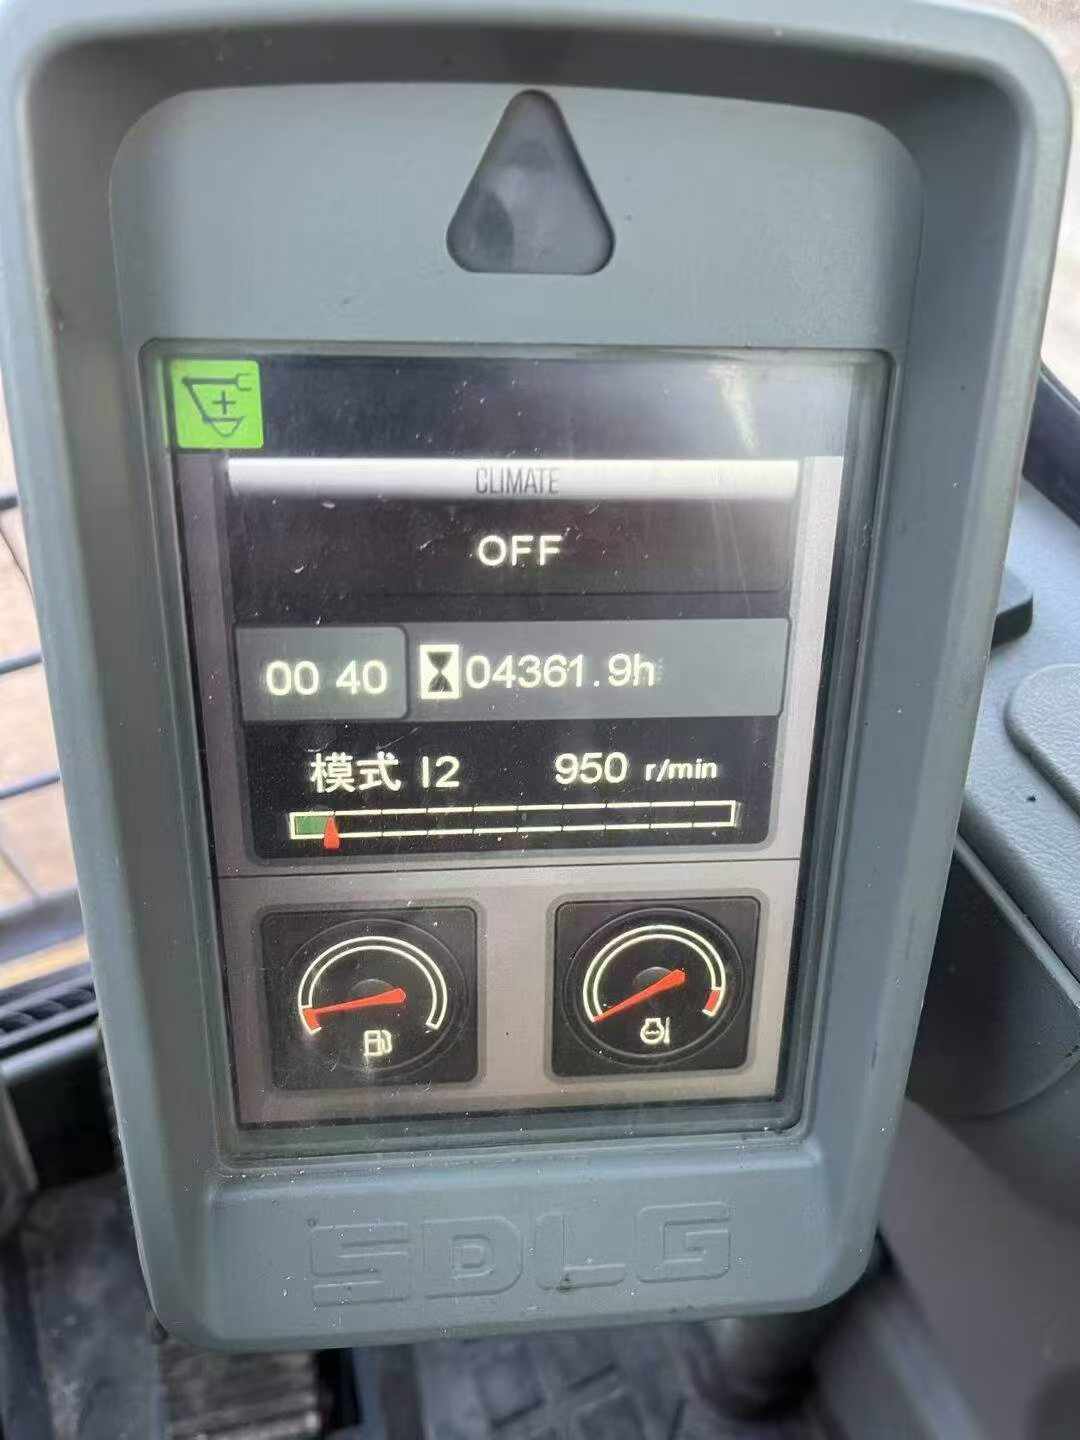 CLIMATE
OFF
00 40 04361.9h
模式 I2 950 r/min
SDLG